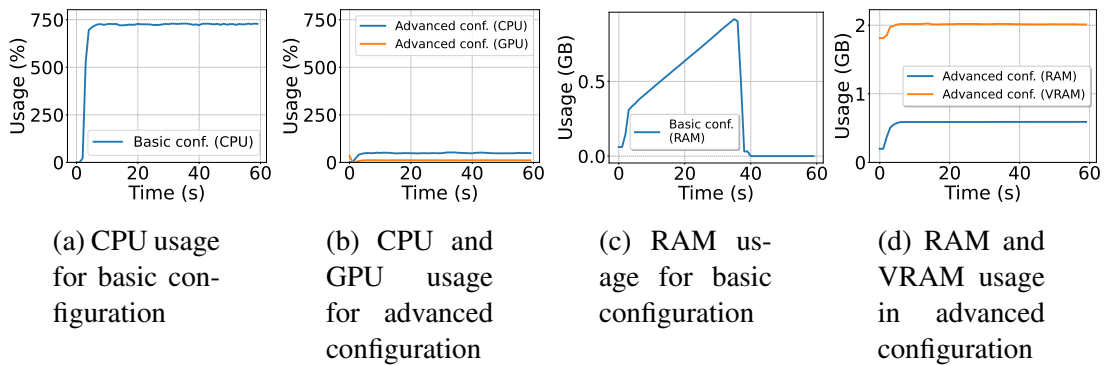 750
500
250
0
Usage (%)
Basic conf. (CPU)
0 20 40 60
Time (s)
750
500
250
0
Usage (%)
Advanced conf. (CPU)
Advanced conf. (GPU)
0 20 40 60
Time (s)
0.5
0.0
Usage (GB)
Basic conf.
(RAM)
0 20 40 60
Time (s)
2
1
0
Usage (GB)
Advanced conf. (RAM)
Advanced conf. (VRAM)
0 20 40 60
Time (s)
(a) CPU usage
for basic con-
figuration
(b) CPU and
GPU usage
for advanced
configuration
(c) RAM us-
age for basic
configuration
(d) RAM and
VRAM usage
in advanced
configuration